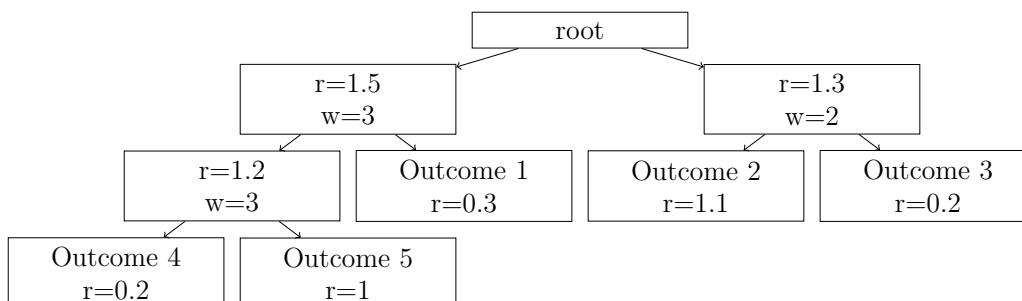 root
r=1.5
w=3
r=1.3
w=2
r=1.2
w=3
Outcome 1
r=0.3
Outcome 2
r=1.1
Outcome 3
r=0.2
Outcome 4
r=0.2
Outcome 5
r=1